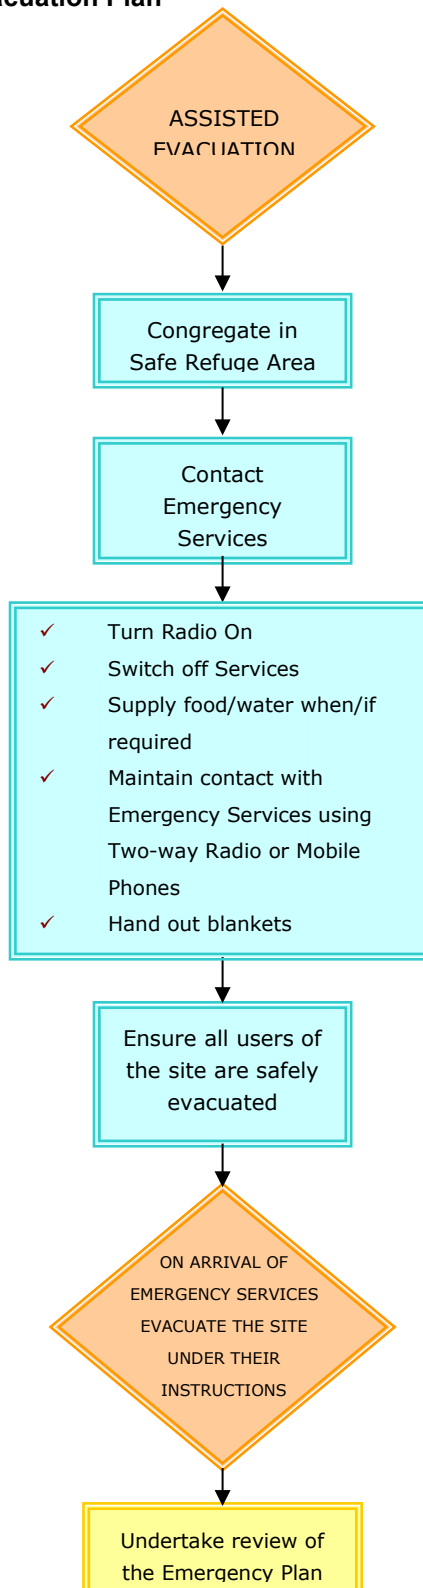 acuation Plan
ASSISTED
EVACUATION
Congregate in
Safe Refuge Area
Contact
Emergency
Services
✓ Turn Radio On
✓ Switch off Services
✓ Supply food/water when/if
required
✓ Maintain contact with
Emergency Services using
Two-way Radio or Mobile
Phones
✓ Hand out blankets
Ensure all users of
the site are safely
evacuated
ON ARRIVAL OF
EMERGENCY SERVICES
EVACUATE THE SITE
UNDER THEIR
INSTRUCTIONS
Undertake review of
the Emergency Plan